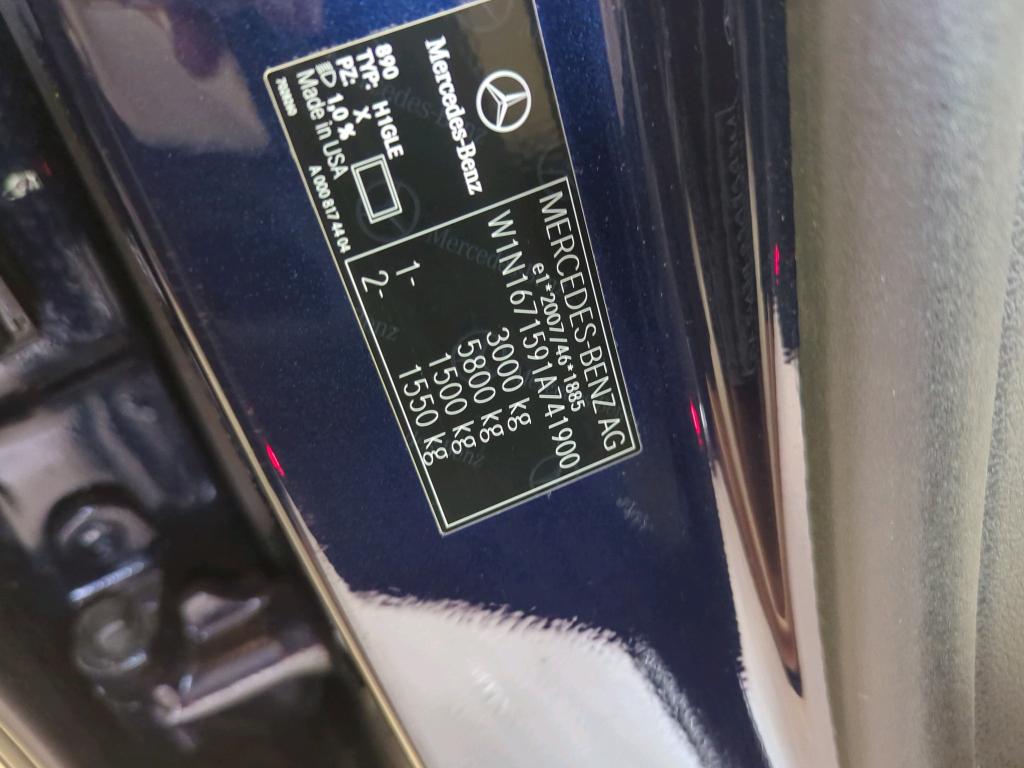 Mercedes-Benz
MERCEDES-BENZ AG
e1*2007/46*1885
W1N1671591A741900
3000 kg
5800 kg
1- 1500 kg
2- 1550 kg
890
TYP: H1GLE
PZ: X
1,0 %
Made in USA
A 000 817 44 04